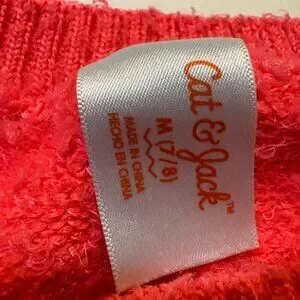 Cat & Jack™
M (7/8)
MADE IN CHINA
HECHO EN CHINA